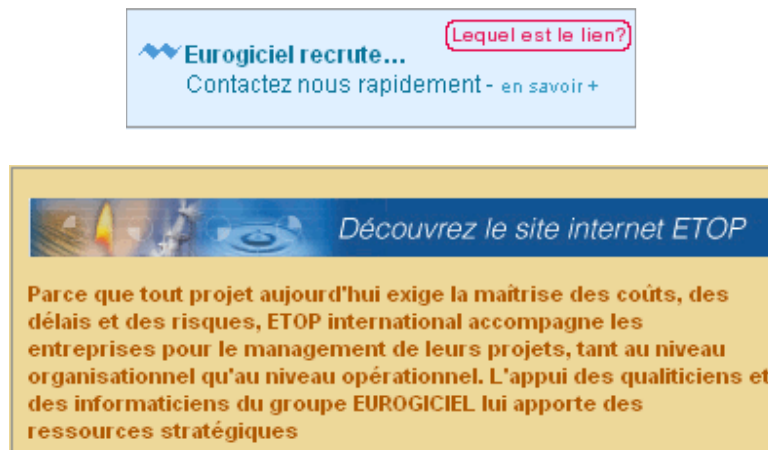 Lequel est le lien?
Eurogiciel recrute...
Contactez nous rapidement - en savoir +
Découvrez le site internet ETOP
Parce que tout projet aujourd'hui exige la maîtrise des coûts, des
délais et des risques, ETOP international accompagne les
entreprises pour le management de leurs projets, tant au niveau
organisationnel qu'au niveau opérationnel. L'appui des qualiticiens et
des informaticiens du groupe EUROGICIEL lui apporte des
ressources stratégiques